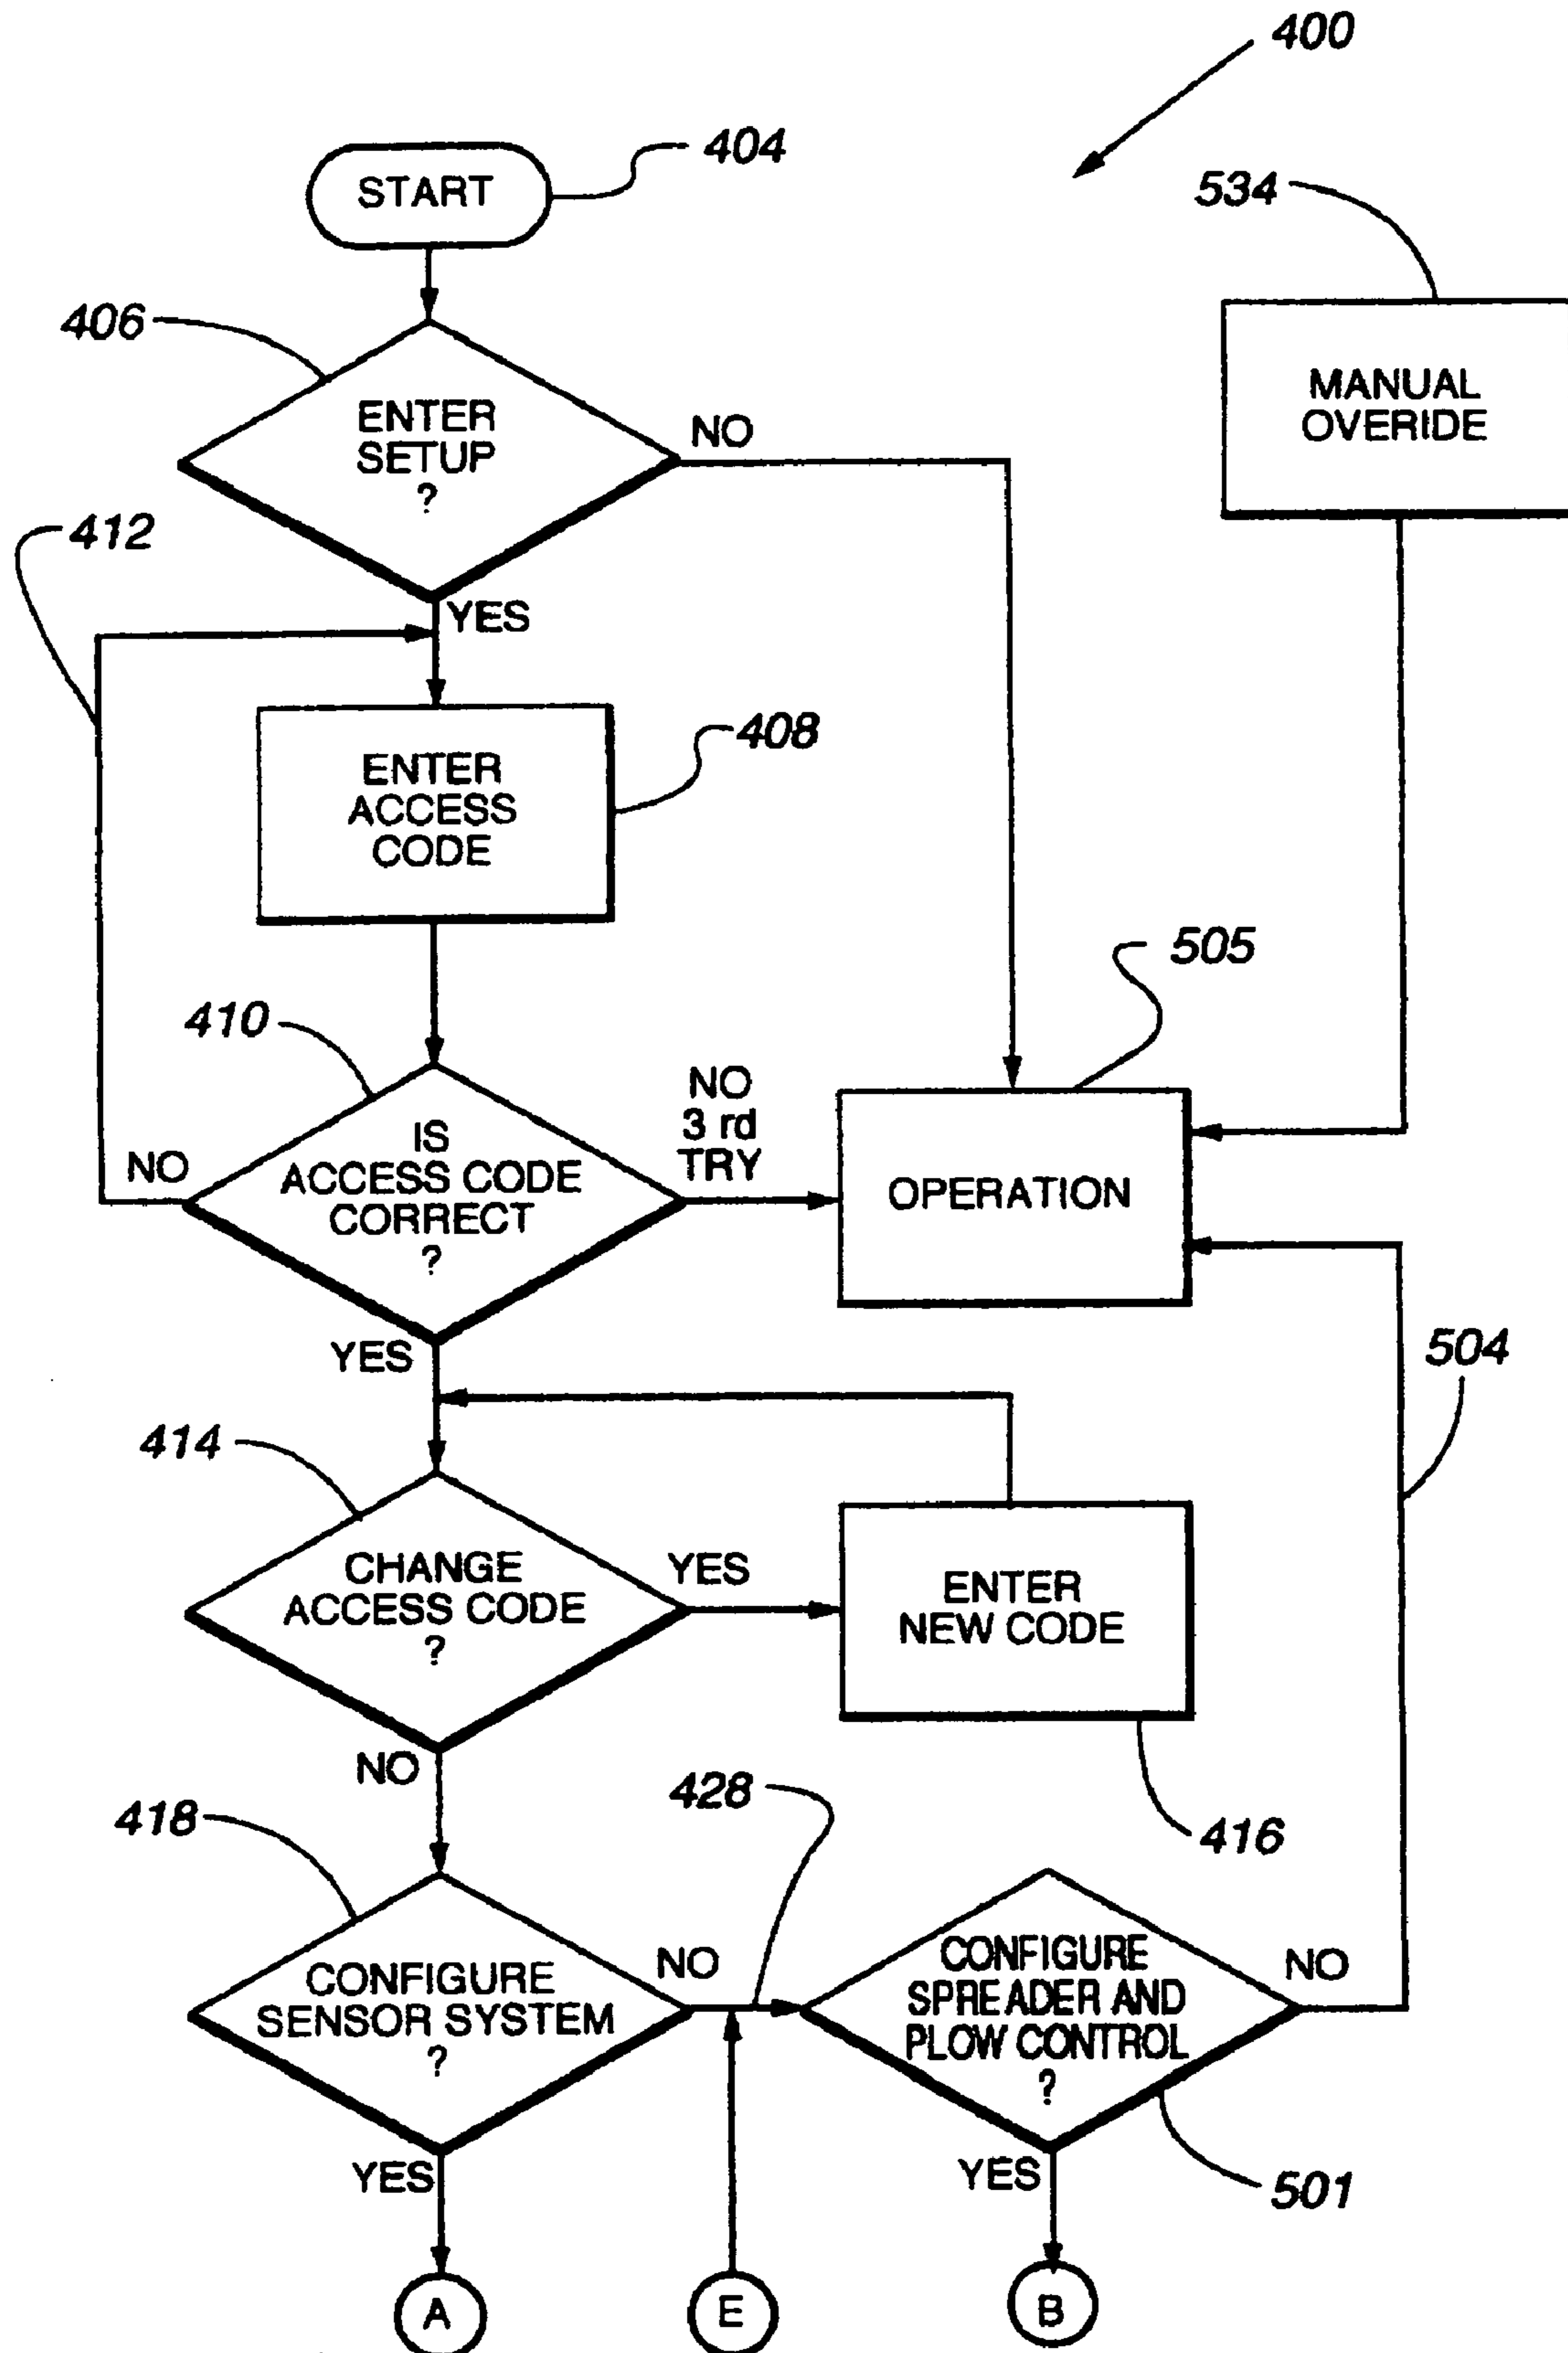 400
404
START
534
406
ENTER
SETUP
?
NO
MANUAL
OVERIDE
412
YES
408
ENTER
ACCESS
CODE
505
410
NO
3 rd
TRY
IS
ACCESS CODE
CORRECT
?
NO
OPERATION
YES
504
414
CHANGE
ACCESS CODE
?
YES
ENTER
NEW CODE
NO
428
418
416
CONFIGURE
SENSOR SYSTEM
?
NO
CONFIGURE
SPREADER AND
PLOW CONTROL
?
NO
YES
YES
501
A
E
B